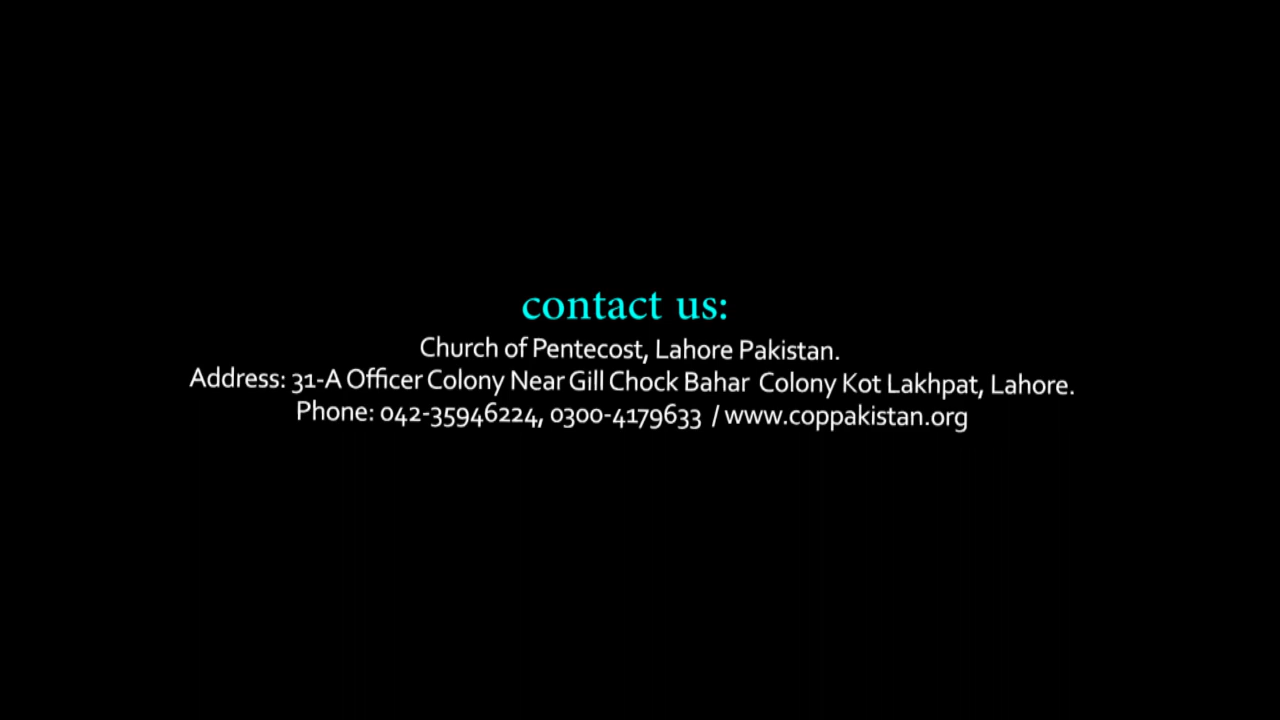 contact us:
Church of Pentecost, Lahore Pakistan.
Address: 31-A Officer Colony Near Gill Chock Bahar Colony Kot Lakhpat, Lahore.
Phone: 042-35946224, 0300-4179633 / www.coppakistan.org